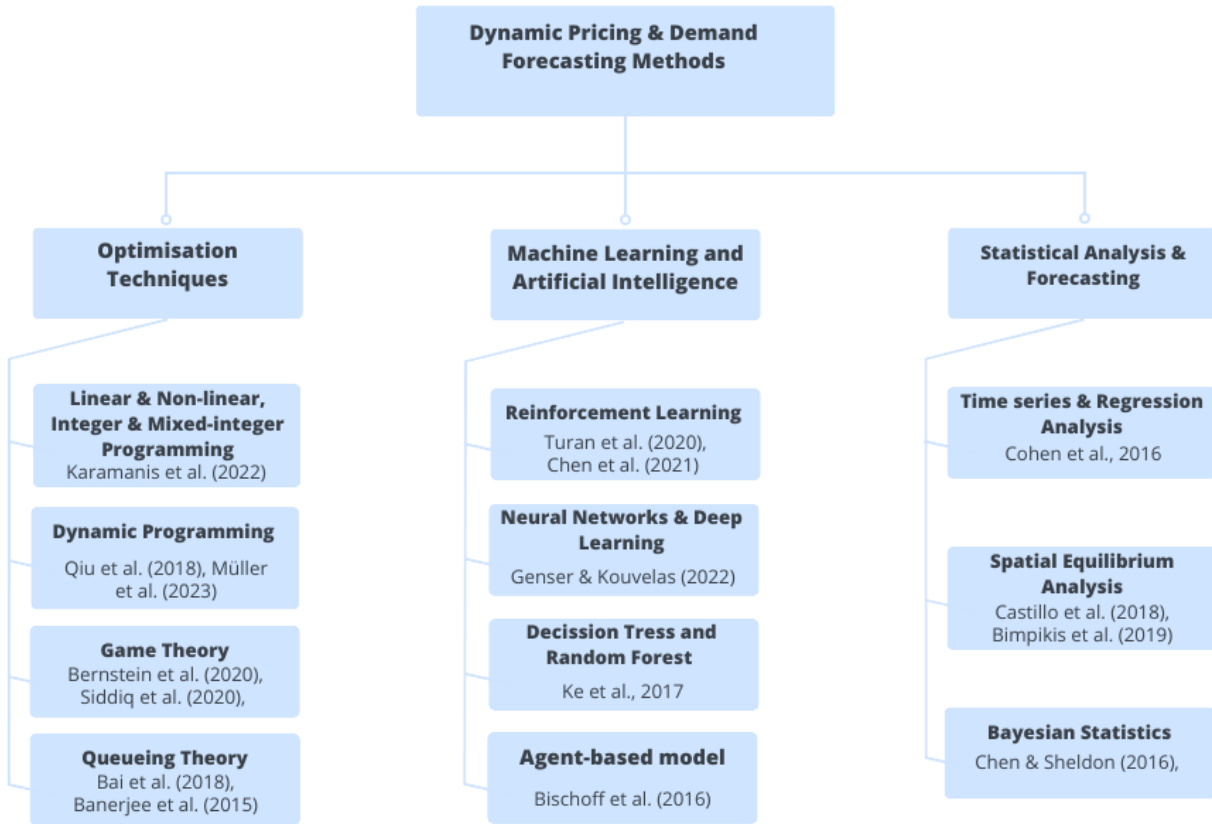 Dynamic Pricing & Demand
Forecasting Methods
Optimisation
Techniques
Linear & Non-linear,
Integer & Mixed-integer
Programming
Karamanis et al. (2022)
Dynamic Programming
Qiu et al. (2018), Müller
et al. (2023)
Game Theory
Bernstein et al. (2020),
Siddiq et al. (2020),
Queueing Theory
Bai et al. (2018),
Banerjee et al. (2015)
Machine Learning and
Artificial Intelligence
Reinforcement Learning
Turan et al. (2020),
Chen et al. (2021)
Neural Networks & Deep
Learning
Genser & Kouvelas (2022)
Decission Tress and
Random Forest
Ke et al., 2017
Agent-based model
Bischoff et al. (2016)
Statistical Analysis &
Forecasting
Time series & Regression
Analysis
Cohen et al., 2016
Spatial Equilibrium
Analysis
Castillo et al. (2018),
Bimpikis et al. (2019)
Bayesian Statistics
Chen & Sheldon (2016),